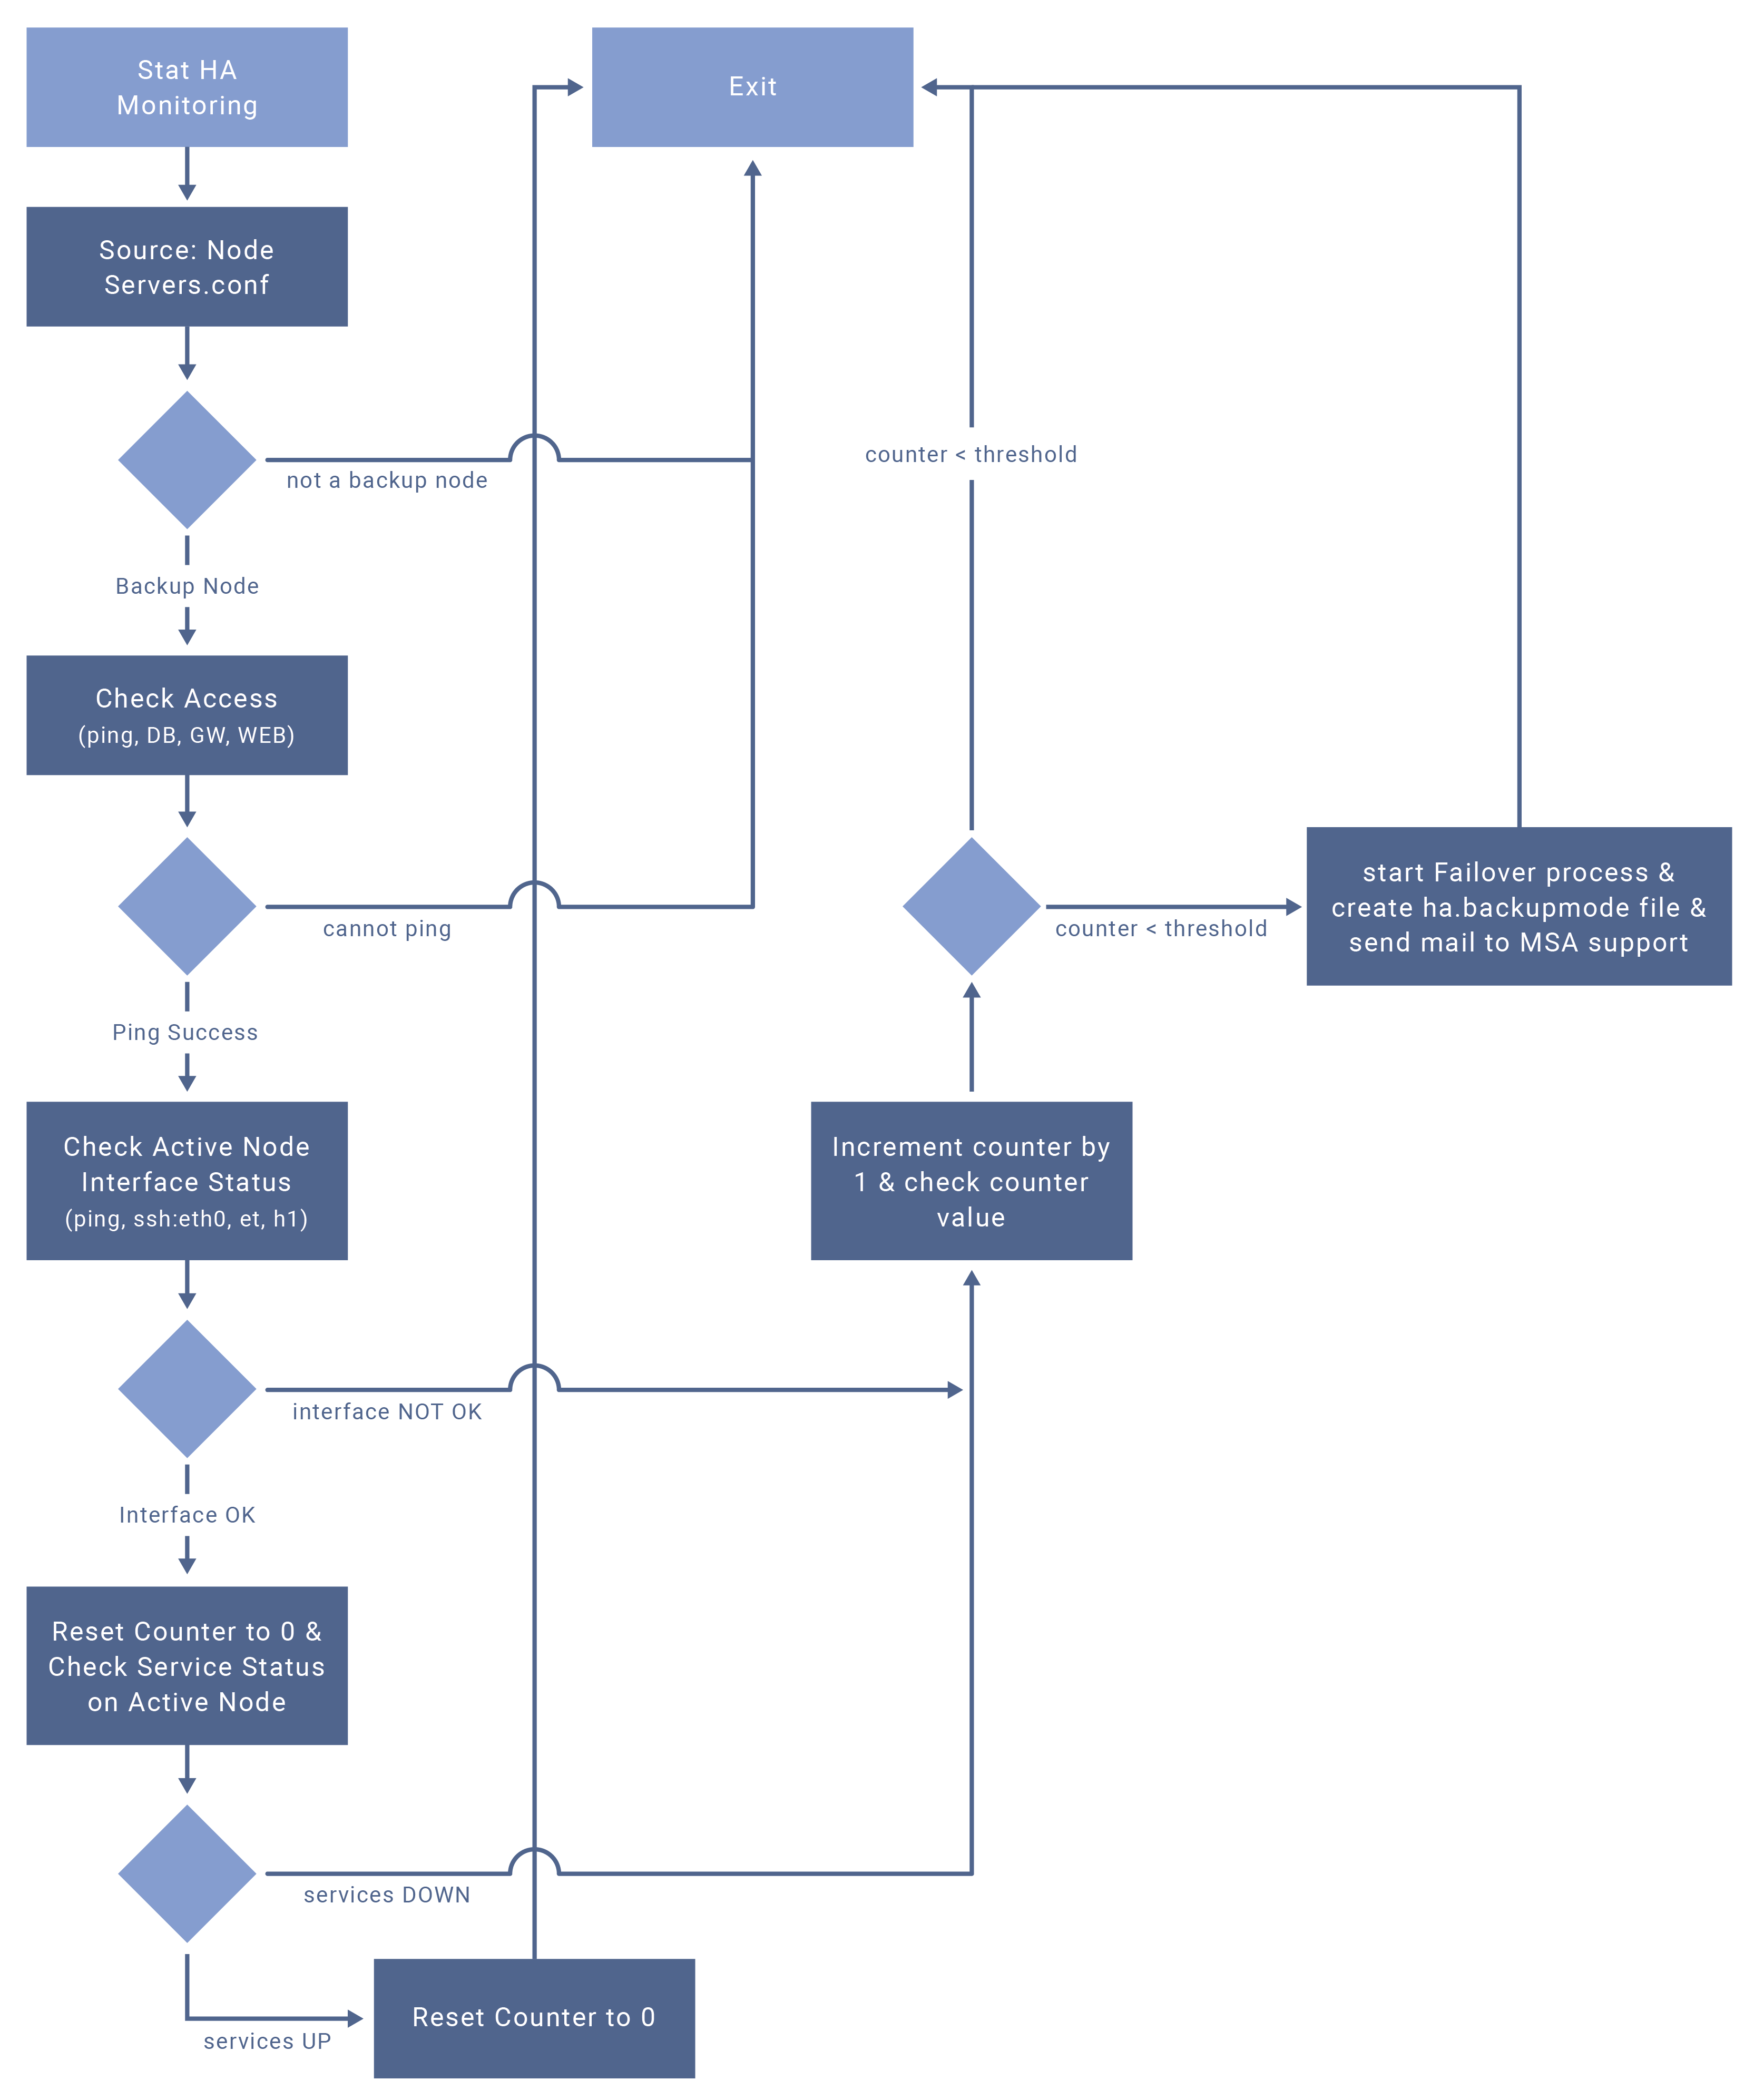 Stat HA
Monitoring
Exit
Source: Node
Servers.conf
not a backup node
counter < threshold
Backup Node
Check Access
(ping, DB, GW, WEB)
cannot ping
counter < threshold
start Failover process &
create ha.backupmode file &
send mail to MSA support
Ping Success
Check Active Node
Interface Status
(ping, ssh:eth0, et, h1)
Increment counter by
1 & check counter
value
interface NOT OK
Interface OK
Reset Counter to 0 &
Check Service Status
on Active Node
services DOWN
Reset Counter to 0
services UP